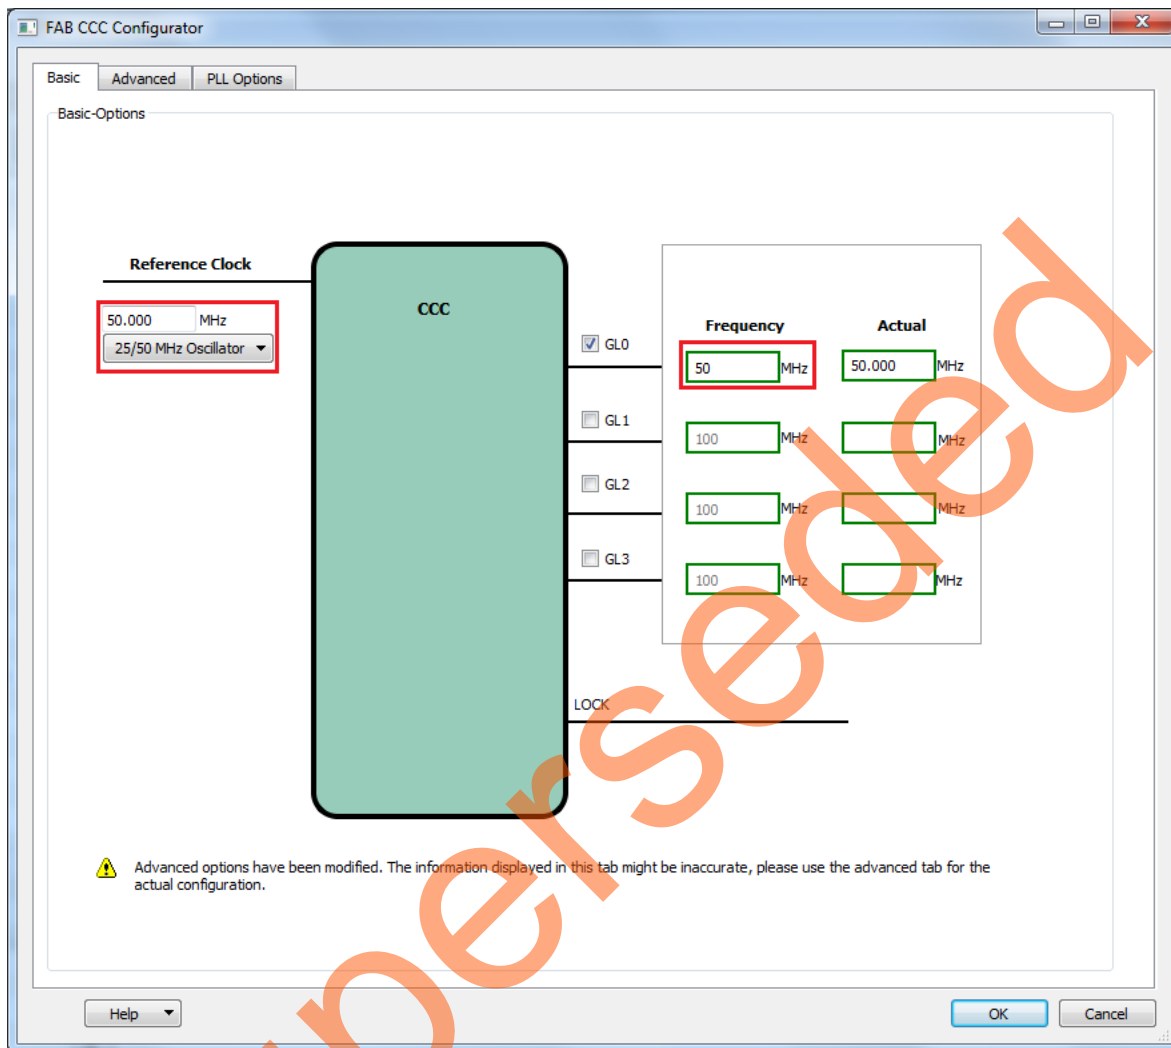 FAB CCC Configurator
Basic Advanced PLL Options
Basic-Options
Reference Clock
50.000 MHz
25/50 MHz Oscillator
CCC
Frequency Actual
GL0
50 MHz 50.000 MHz
GL1
100 MHz MHz
GL2
100 MHz MHz
GL3
100 MHz MHz
LOCK
Advanced options have been modified. The information displayed in this tab might be inaccurate, please use the advanced tab for the
actual configuration.
Help OK Cancel
perseded